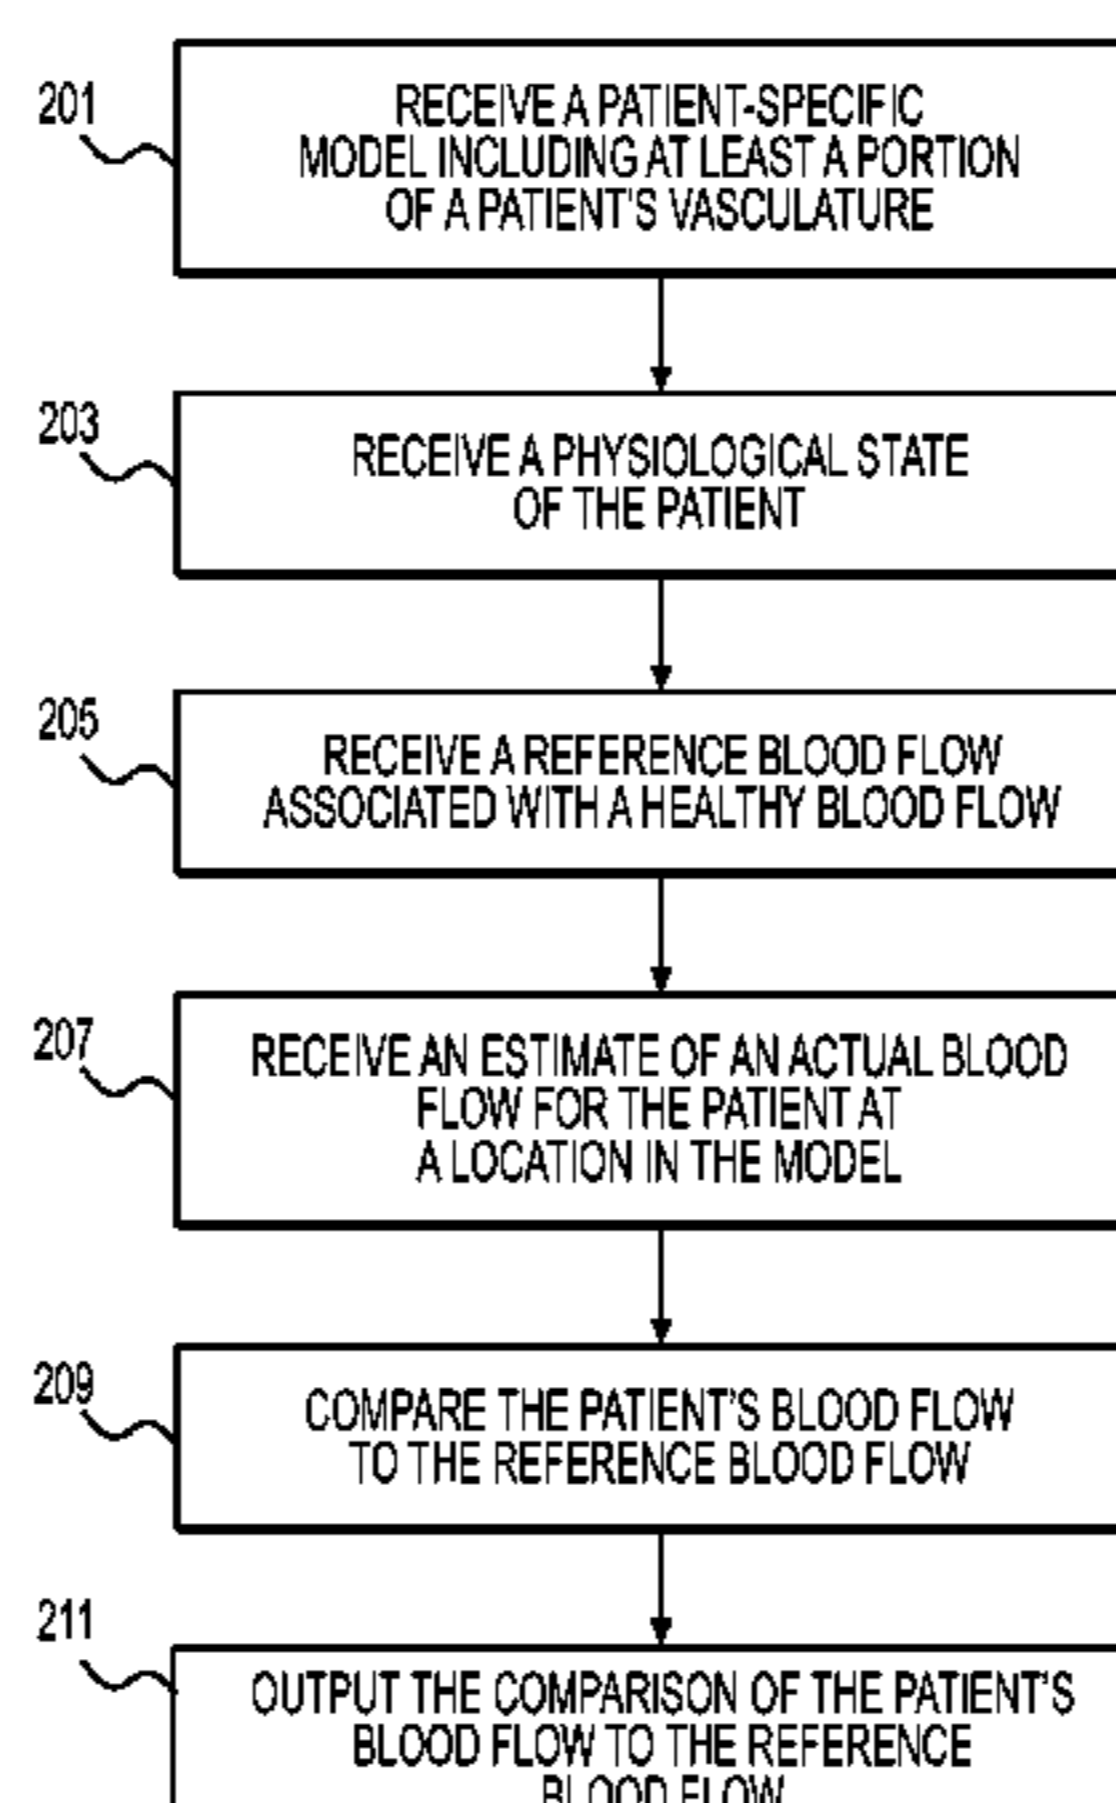 201
RECEIVE A PATIENT-SPECIFIC
MODEL INCLUDING AT LEAST A PORTION
OF A PATIENT'S VASCULATURE
203
RECEIVE A PHYSIOLOGICAL STATE
OF THE PATIENT
205
RECEIVE A REFERENCE BLOOD FLOW
ASSOCIATED WITH A HEALTHY BLOOD FLOW
207
RECEIVE AN ESTIMATE OF AN ACTUAL BLOOD
FLOW FOR THE PATIENT AT
A LOCATION IN THE MODEL
209
COMPARE THE PATIENT'S BLOOD FLOW
TO THE REFERENCE BLOOD FLOW
211
OUTPUT THE COMPARISON OF THE PATIENT'S
BLOOD FLOW TO THE REFERENCE
BLOOD FLOW